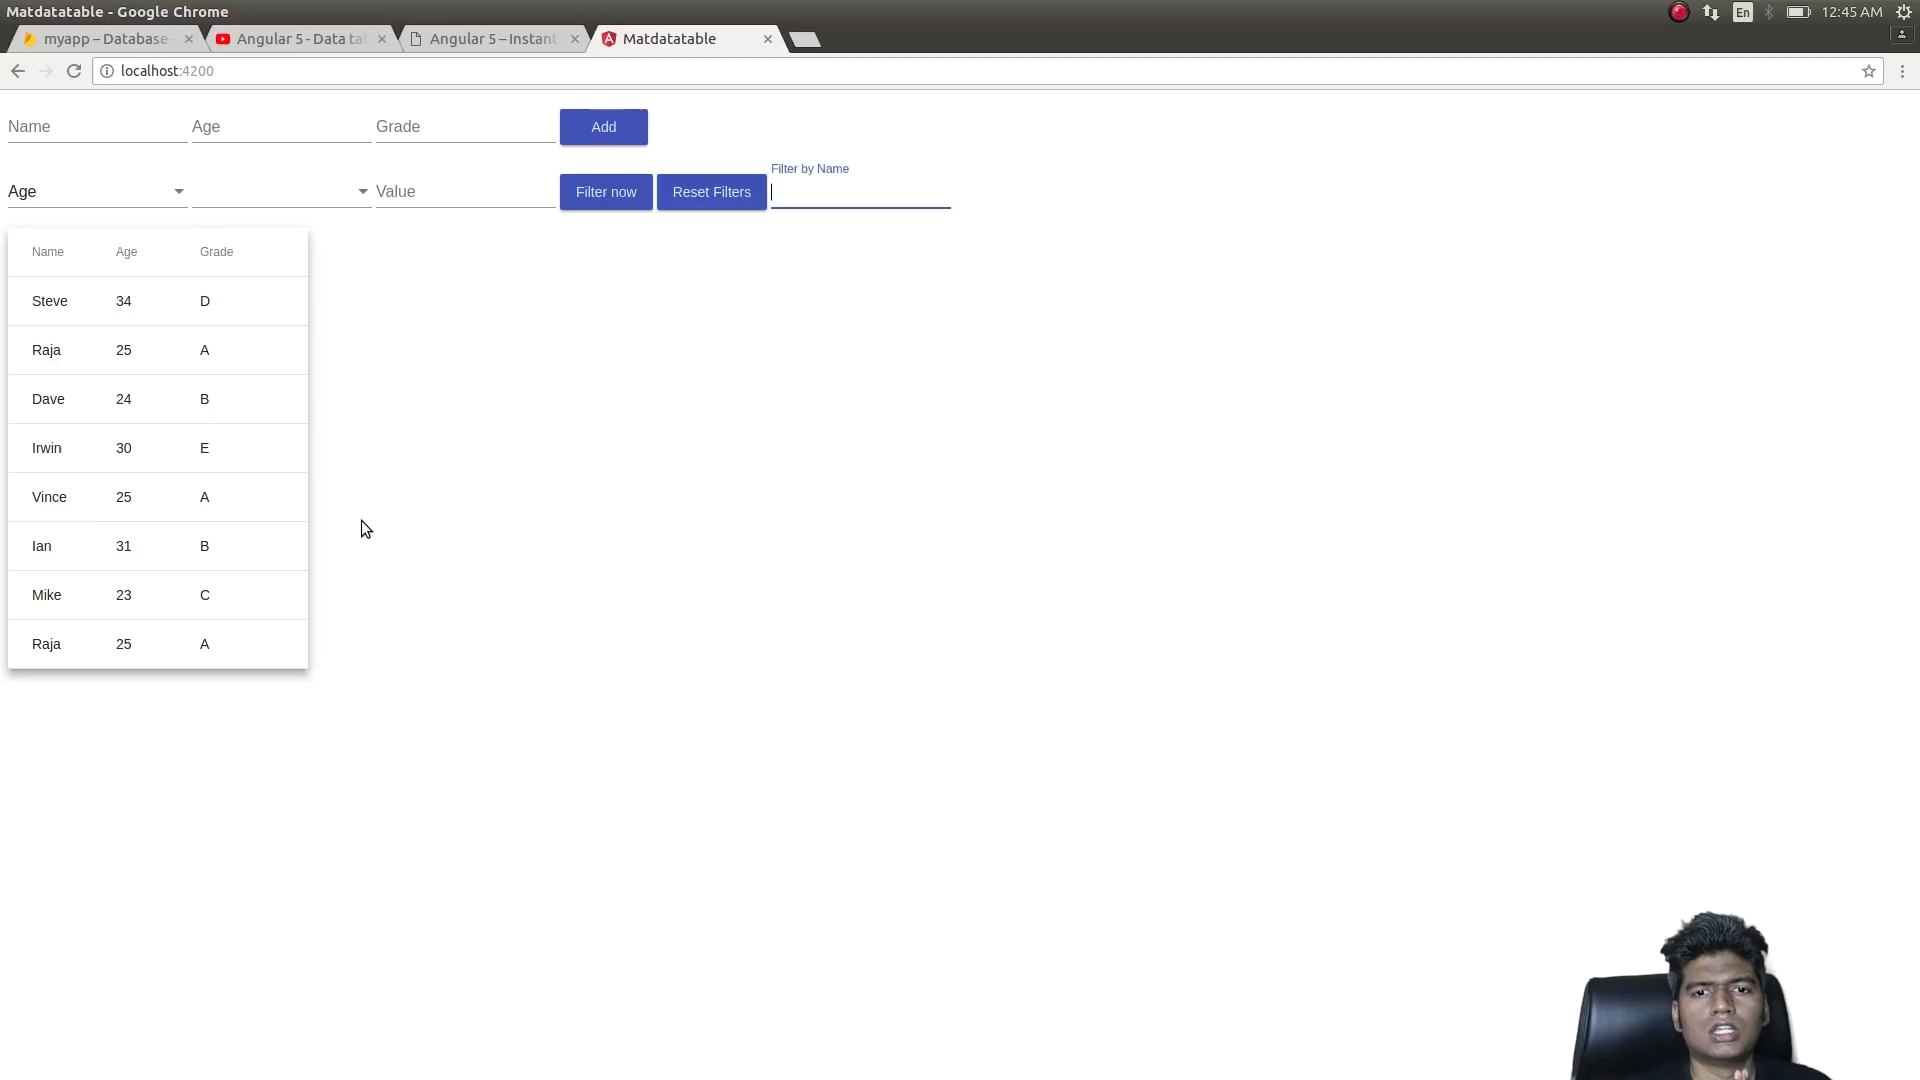 Matdatatable - Google Chrome
En
12:45 AM
myapp – Database
Angular 5 - Data ta
Angular 5 – Instant
Matdatatable
localhost:4200
Name
Age
Grade
Add
Filter by Name
Age
Value
Filter now
Reset Filters
Name Age Grade
Steve 34 D
Raja 25 A
Dave 24 B
Irwin 30 E
Vince 25 A
Ian 31 B
Mike 23 C
Raja 25 A